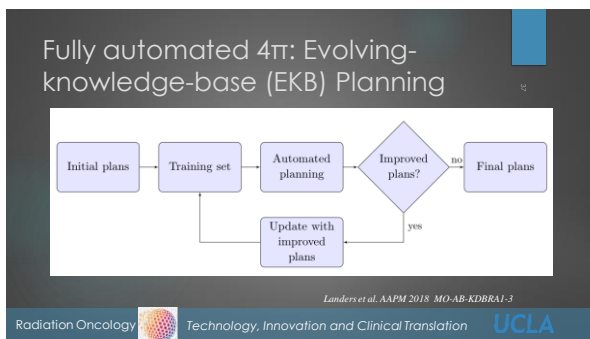 Fully automated 4π: Evolving-
knowledge-base (EKB) Planning
37
Initial plans
Training set
Automated
planning
Improved
plans?
no
Final plans
yes
Update with
improved
plans
Landers et al. AAPM 2018 MO-AB-KDBRA1-3
Radiation Oncology
Technology, Innovation and Clinical Translation
UCLA